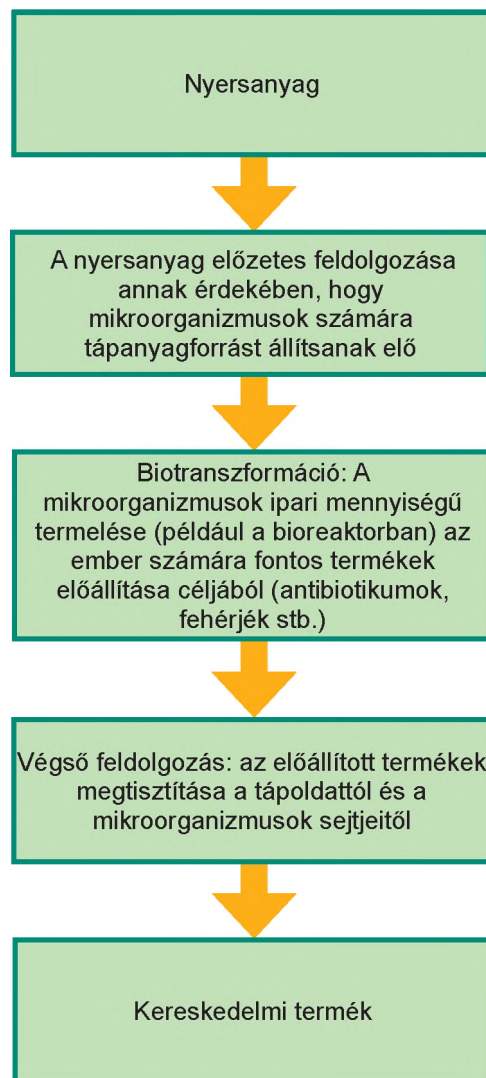 Nyersanyag
A nyersanyag előzetes feldolgozása
annak érdekében, hogy
mikroorganizmusok számára
tápanyagforrást állítsanak elő
Biotranszformáció: A
mikroorganizmusok ipari mennyiségű
termelése (például a bioreaktorban) az
ember számára fontos termékek
előállítása céljából (antibiotikumok,
fehérjék stb.)
Végső feldolgozás: az előállított termékek
megtisztítása a tápoldattól és a
mikroorganizmusok sejtjeitől
Kereskedelmi termék